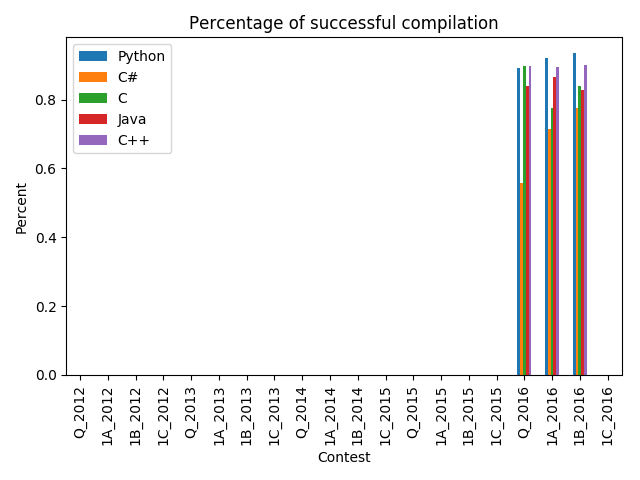 Percentage of successful compilation
Python
C#
C
Java
C++
Percent
0.8
0.6
0.4
0.2
0.0
Q_2012
1A_2012
1B_2012
1C_2012
Q_2013
1A_2013
1B_2013
1C_2013
Q_2014
1A_2014
1B_2014
1C_2015
Q_2015
1A_2015
1B_2015
1C_2015
Q_2016
1A_2016
1B_2016
1C_2016
Contest